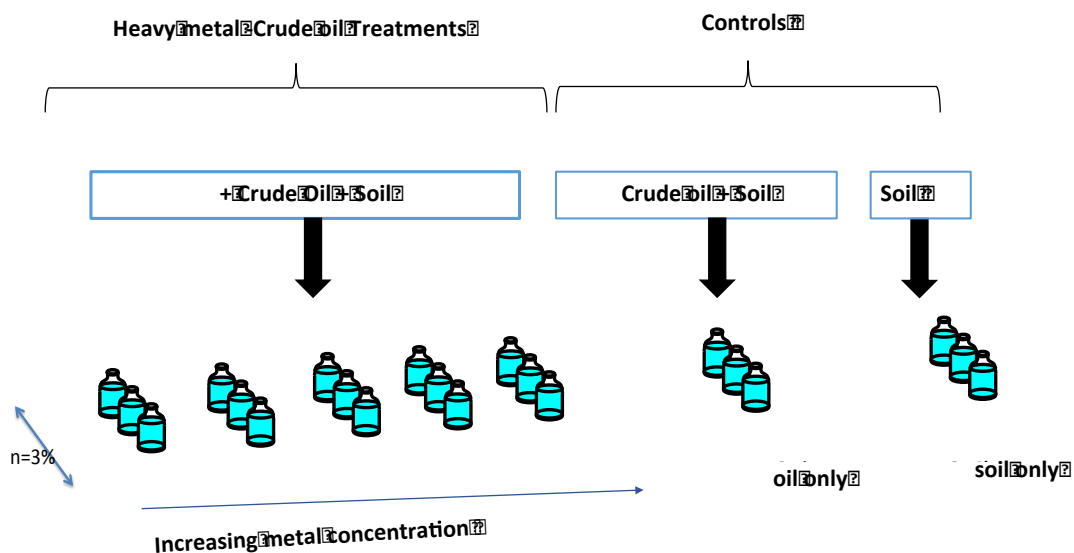 Heavy metal-Crude oil Treatments
Controls
+ Crude Oil + Soil
Crude oil + Soil
Soil
n=3%
oil only
soil only
Increasing metal concentration